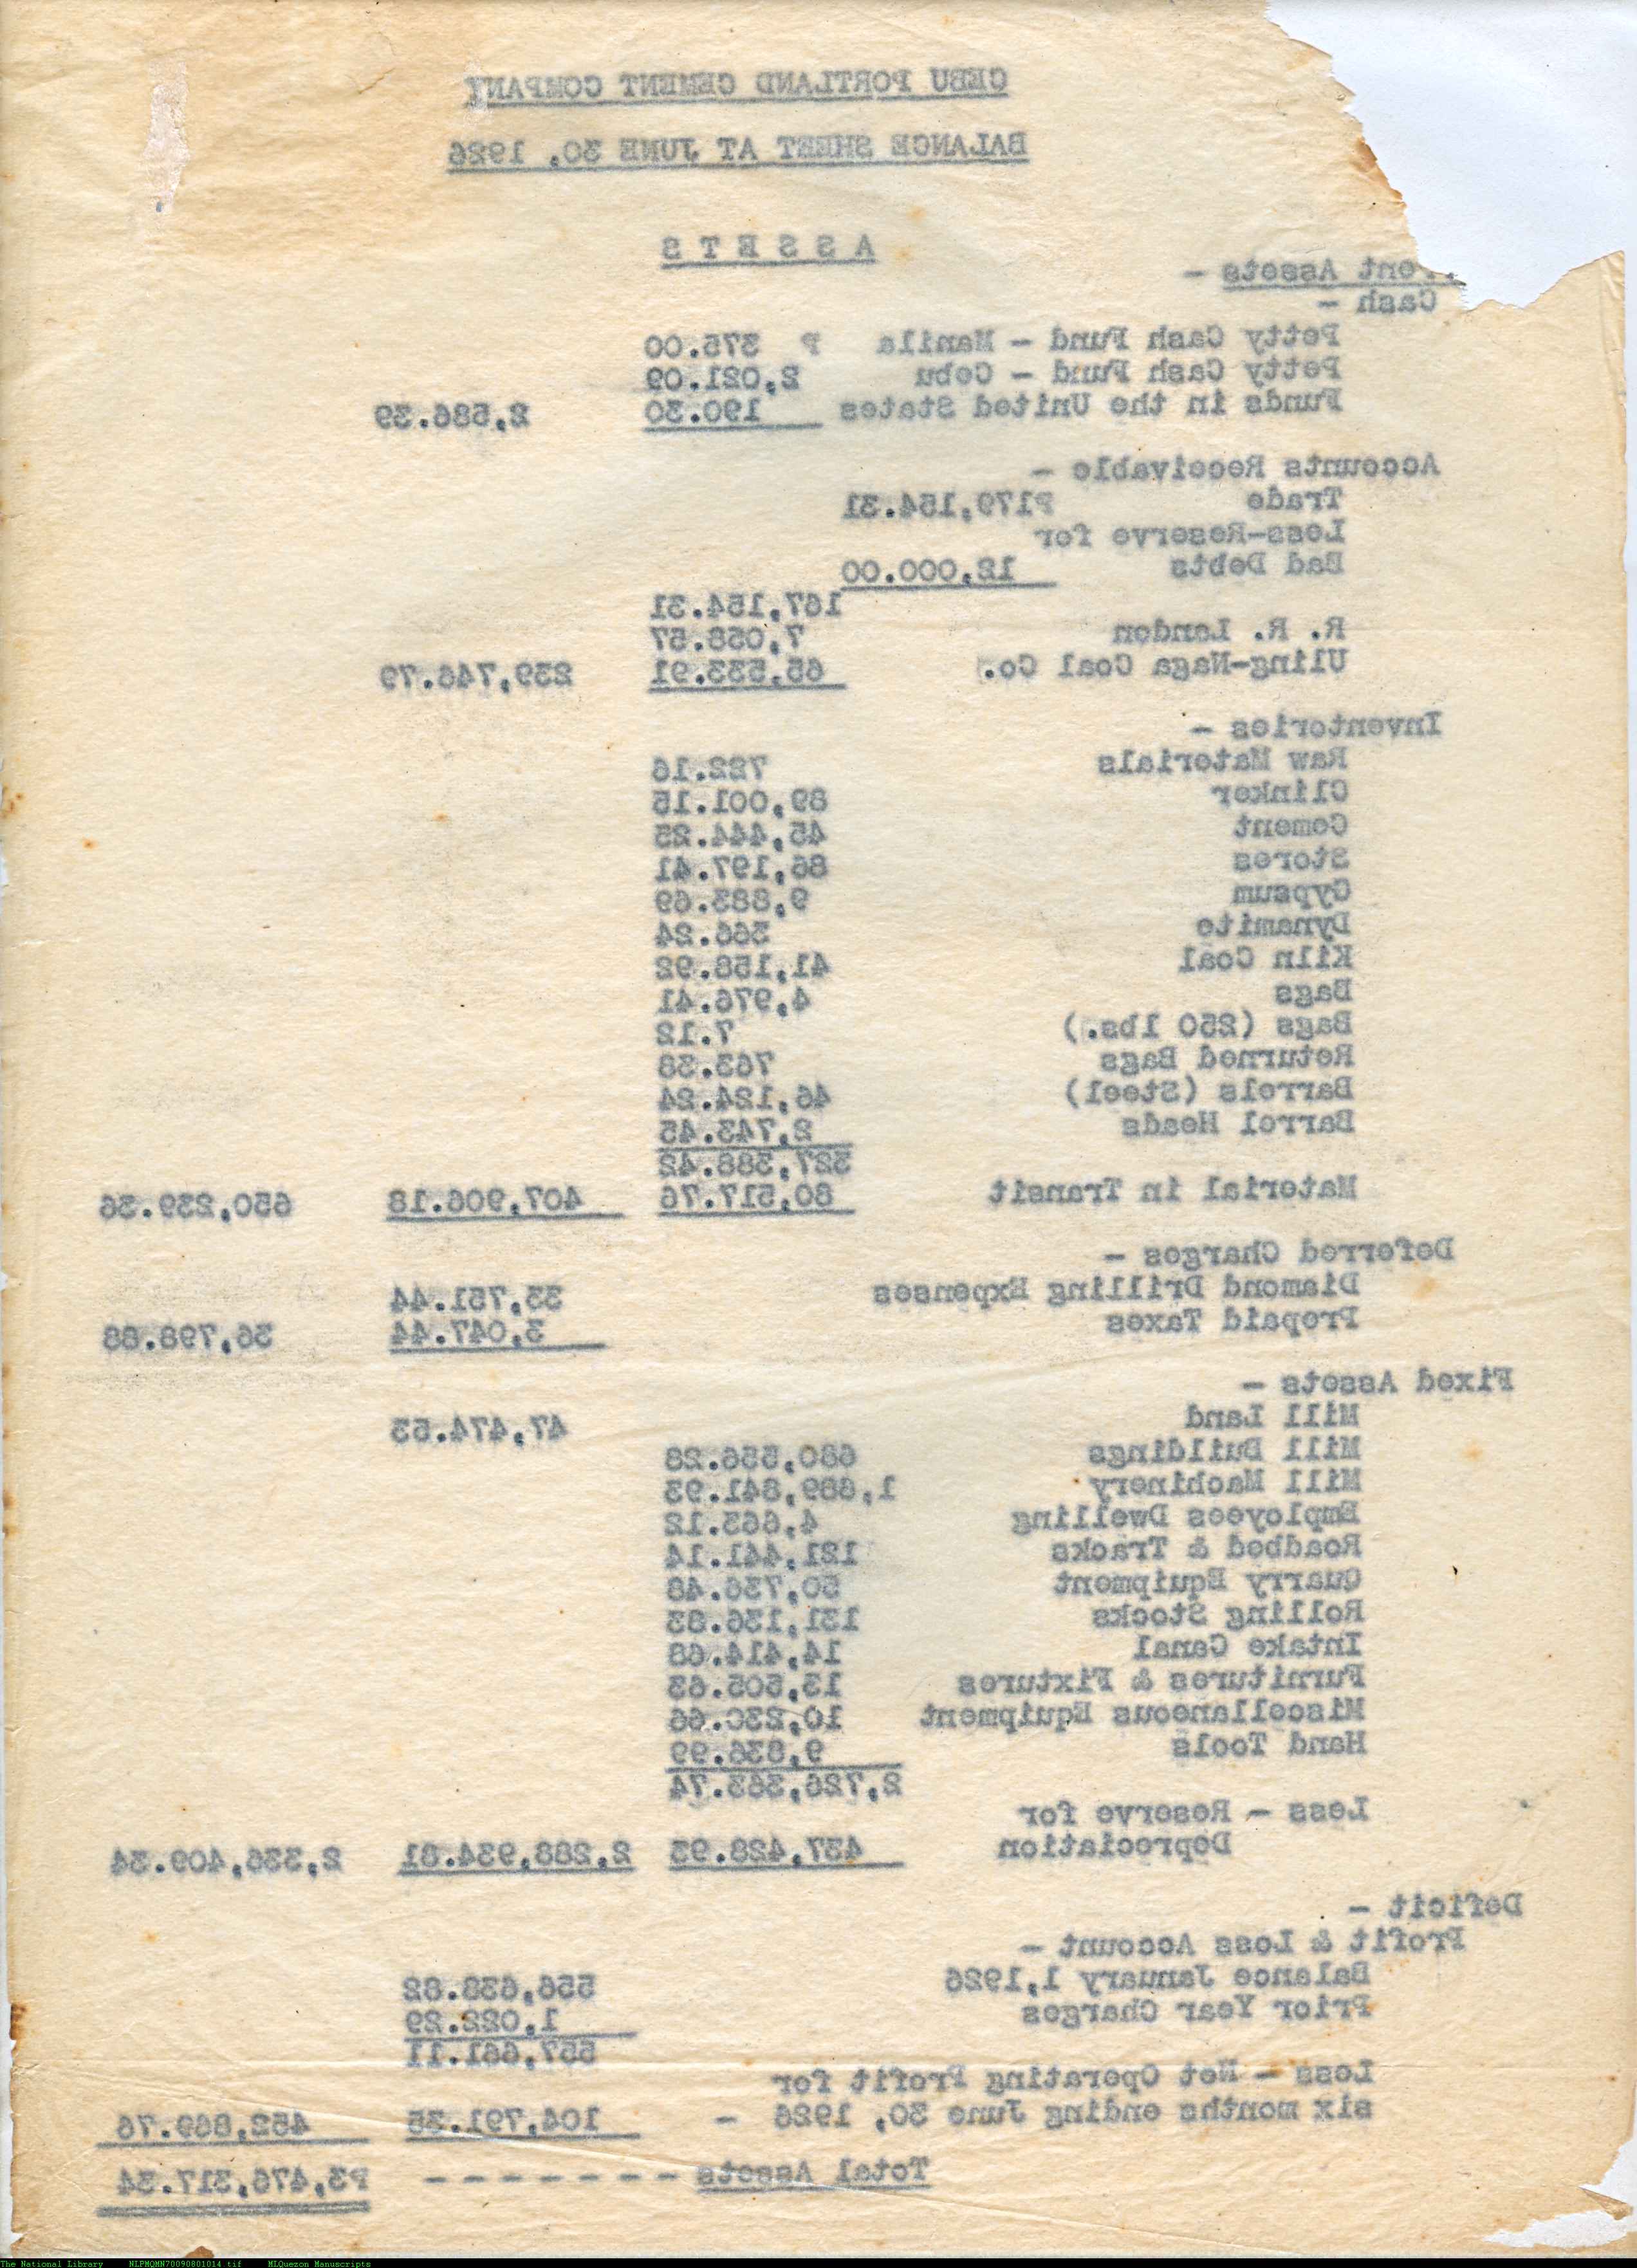 CEBU PORTLAND CEMENT COMPANY
BALANCE SHEET AT JUNE 30, 1926
A S S E T S
rent Assets -
Cash -
Petty Cash Fund - Manila P 375.00
Petty Cash Fund - Cebu 2,021.09
Funds in the United States 190.30 2,586.39
Accounts Receivable -
Trade P179,154.31
Less-Reserve for
Bad Debts 12,000.00
167,154.31
R. R. Landon 7,058.57
Uling-Naga Coal Co. 65,533.91 239,746.79
Inventories -
Raw Materials 722.16
Clinker 89,001.15
Cement 45,444.25
Stores 86,197.41
Gypsum 9,883.69
Dynamite 366.24
Kiln Coal 41,158.92
Bags 4,976.41
Bags (250 lbs.) 7.12
Returned Bags 763.38
Barrels (Steel) 46,124.24
Barrel Heads 2,743.45
327,388.42
Material in Transit 80,517.76 407,906.18 650,239.36
Deferred Charges -
Diamond Drilling Expenses 33,751.44
Prepaid Taxes 3,047.44 36,798.88
Fixed Assets -
Mill Land 47,474.53
Mill Buildings 680,556.28
Mill Machinery 1,689,841.93
Employees Dwelling 4,663.12
Roadbed & Tracks 121,441.14
Quarry Equipment 50,736.48
Rolling Stocks 131,136.83
Intake Canal 14,414.68
Furnitures & Fixtures 13,505.63
Miscellaneous Equipment 10,230.66
Hand Tools 9,836.99
2,726,363.74
Less - Reserve for
Depreciation 437,428.93 2,288,934.81 2,336,409.34
Deficit -
Profit & Loss Account -
Balance January 1,1926 556,638.82
Prior Year Charges 1,022.29
557,661.11
Less - Net Operating Profit for
six months ending June 30, 1926 - 104,791.35 452,869.76
Total Assets - - - - - - - P3,476,317.34
The National Library NLPMQMN70090801014 tif MLQuezon Manuscripts